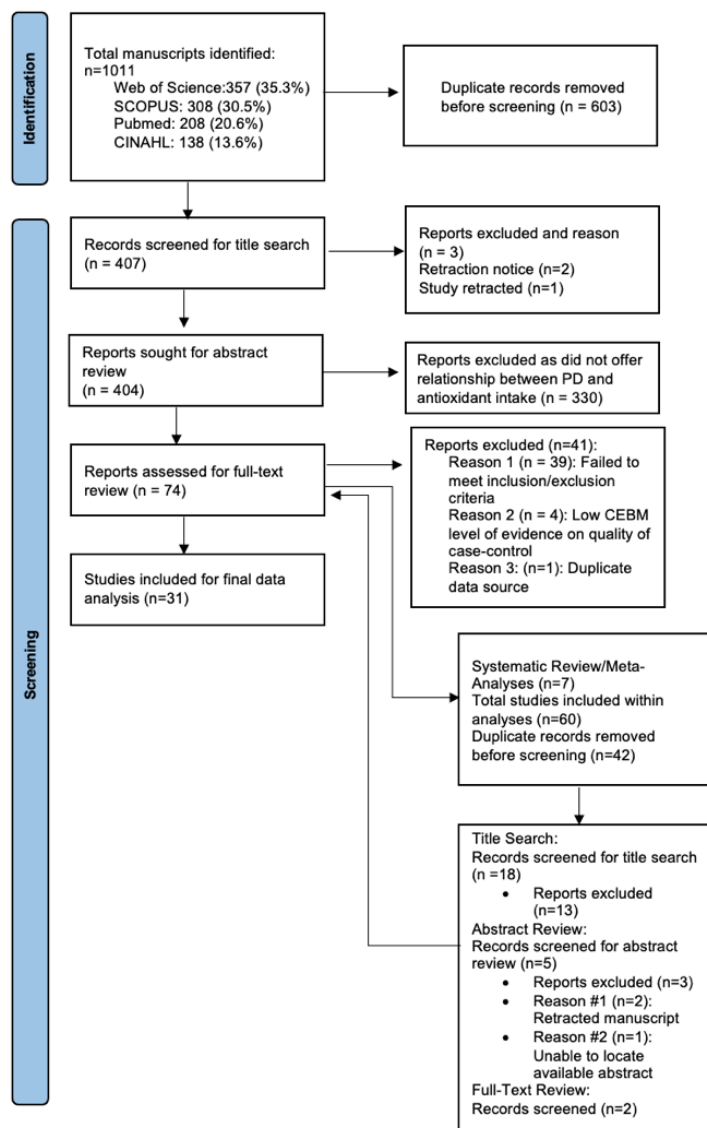 Identification
Total manuscripts identified:
n=1011
Web of Science:357 (35.3%)
SCOPUS: 308 (30.5%)
Pubmed: 208 (20.6%)
CINAHL: 138 (13.6%)
Duplicate records removed
before screening (n = 603)
Screening
Records screened for title search
(n = 407)
Reports excluded and reason
(n = 3)
Retraction notice (n=2)
Study retracted (n=1)
Reports sought for abstract
review
(n = 404)
Reports excluded as did not offer
relationship between PD and
antioxidant intake (n = 330)
Reports assessed for full-text
review (n = 74)
Reports excluded (n=41):
Reason 1 (n = 39): Failed to
meet inclusion/exclusion
criteria
Reason 2 (n = 4): Low CEBM
level of evidence on quality of
case-control
Reason 3: (n=1): Duplicate
data source
Studies included for final data
analysis (n=31)
Systematic Review/Meta-
Analyses (n=7)
Total studies included within
analyses (n=60)
Duplicate records removed
before screening (n=42)
Title Search:
Records screened for title search
(n =18)
• Reports excluded
(n=13)
Abstract Review:
Records screened for abstract
review (n=5)
• Reports excluded (n=3)
• Reason #1 (n=2):
Retracted manuscript
• Reason #2 (n=1):
Unable to locate
available abstract
Full-Text Review:
Records screened (n=2)